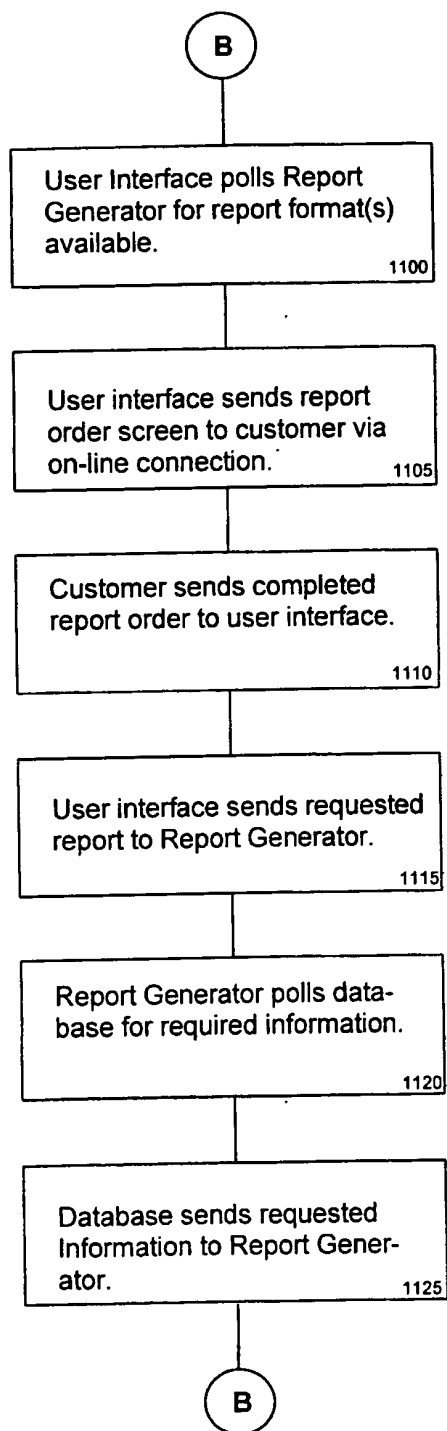 B
User Interface polls Report
Generator for report format(s)
available.
1100
User interface sends report
order screen to customer via
on-line connection.
1105
Customer sends completed
report order to user interface.
1110
User interface sends requested
report to Report Generator.
1115
Report Generator polls data-
base for required information.
1120
Database sends requested
Information to Report Gener-
ator.
1125
B